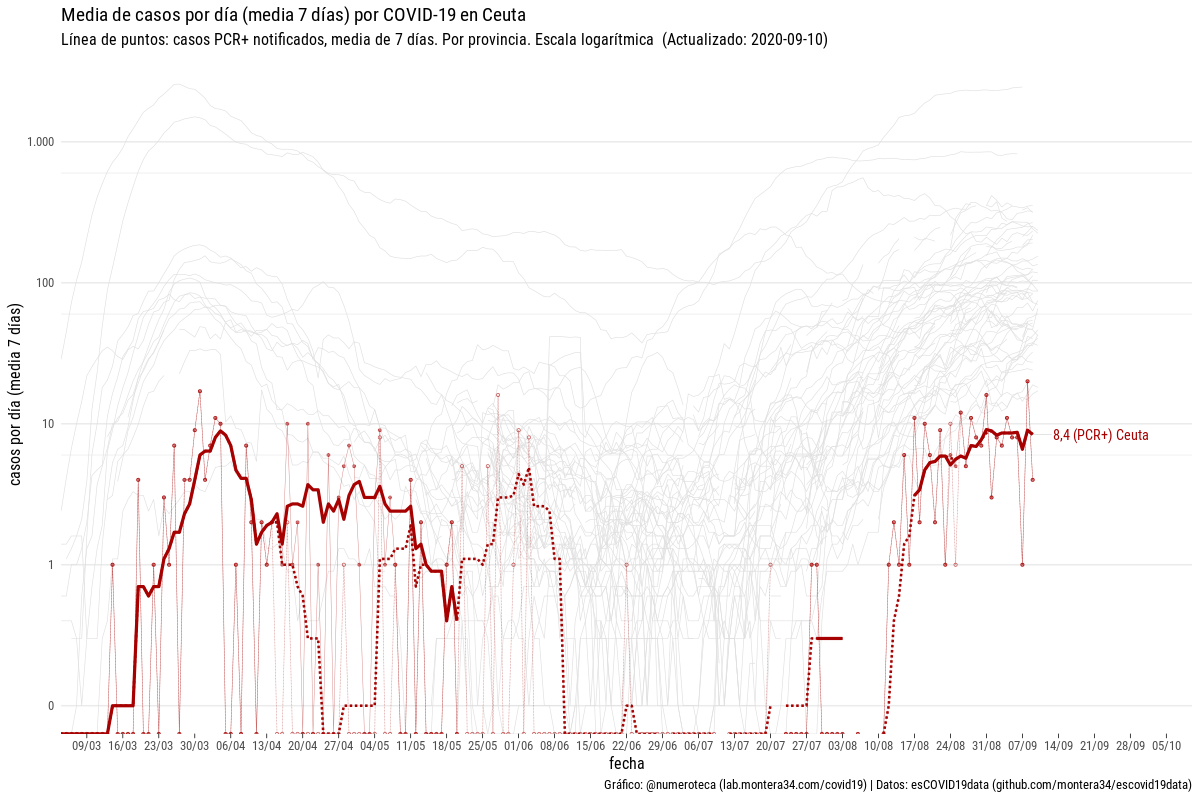 Media de casos por día (media 7 días) por COVID-19 en Ceuta
Línea de puntos: casos PCR+ notificados, media de 7 días. Por provincia. Escala logarítmica (Actualizado: 2020-09-10)
casos por día (media 7 días)
1.000
100
10
1
0
8,4 (PCR+) Ceuta
09/03 16/03 23/03 30/03 06/04 13/04 20/04 27/04 04/05 11/05 18/05 25/05 01/06 08/06 15/06 22/06 29/06 06/07 13/07 20/07 27/07 03/08 10/08 17/08 24/08 31/08 07/09 14/09 21/09 28/09 05/10
fecha
Gráfico: @numeroteca (lab.montera34.com/covid19) | Datos: esCOVID19data (github.com/montera34/escovid19data)